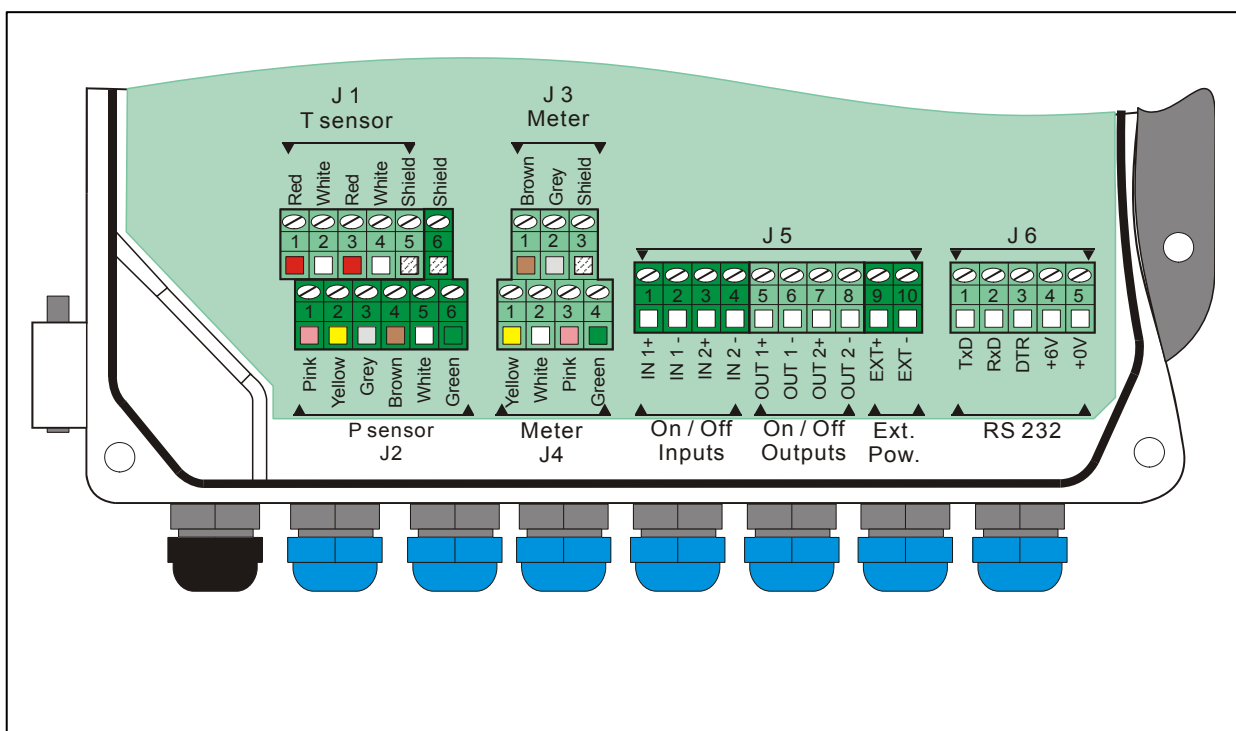 J 1
T sensor
J 3
Meter
Red White Red White Shield Shield
Brown Grey Shield
1 2 3 4 5 6
1 2 3
J 5
J 6
1 2 3 4 5 6
1 2 3 4
1 2 3 4 5 6 7 8 9 10
1 2 3 4 5
Pink Yellow Grey Brown White Green
Yellow White Pink Green
IN 1+ IN 1 - IN 2+ IN 2 - OUT 1+ OUT 1 - OUT 2+ OUT 2 - EXT+ EXT -
TxD RxD DTR +6V +0V
P sensor
J2
Meter
J4
On / Off
Inputs
On / Off
Outputs
Ext.
Pow.
RS 232